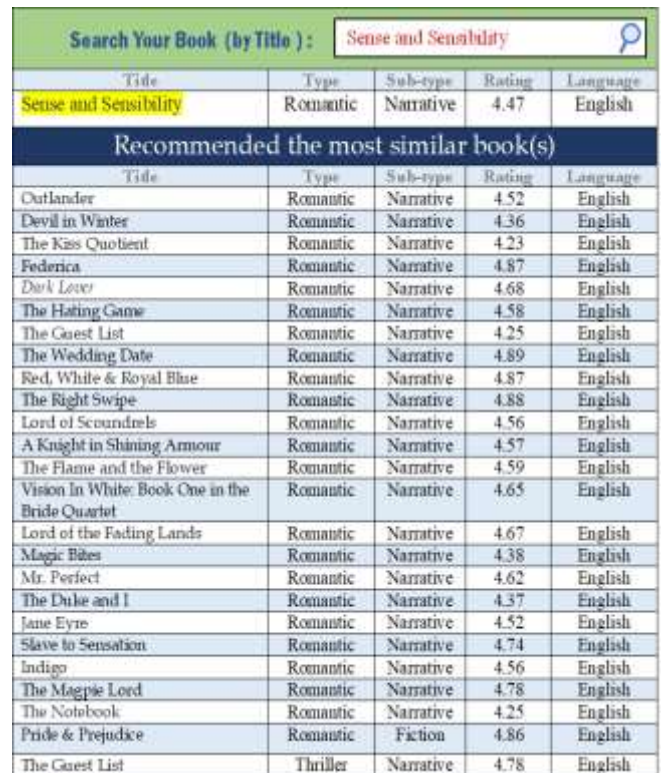 Search Your Book (by Title ) : Sense and Sensibility
Title Type Sub-type Rating Language
Sense and Sensibility Romantic Narrative 4.47 English
Recommended the most similar book(s)
Title Type Sub-type Rating Language
Outlander Romantic Narrative 4.52 English
Devil in Winter Romantic Narrative 4.36 English
The Kiss Quotient Romantic Narrative 4.23 English
Federica Romantic Narrative 4.87 English
Dark Lover Romantic Narrative 4.68 English
The Hating Game Romantic Narrative 4.58 English
The Guest List Romantic Narrative 4.25 English
The Wedding Date Romantic Narrative 4.89 English
Red, White & Royal Blue Romantic Narrative 4.87 English
The Right Swipe Romantic Narrative 4.88 English
Lord of Scoundrels Romantic Narrative 4.56 English
A Knight in Shining Armour Romantic Narrative 4.57 English
The Flame and the Flower Romantic Narrative 4.59 English
Vision In White: Book One in the Romantic Narrative 4.65 English
Bride Quartet
Lord of the Fading Lands Romantic Narrative 4.67 English
Magic Bites Romantic Narrative 4.38 English
Mr. Perfect Romantic Narrative 4.62 English
The Duke and I Romantic Narrative 4.37 English
Jane Eyre Romantic Narrative 4.52 English
Slave to Sensation Romantic Narrative 4.74 English
Indigo Romantic Narrative 4.56 English
The Magpie Lord Romantic Narrative 4.78 English
The Notebook Romantic Narrative 4.25 English
Pride & Prejudice Romantic Fiction 4.86 English
The Guest List Thriller Narrative 4.78 English